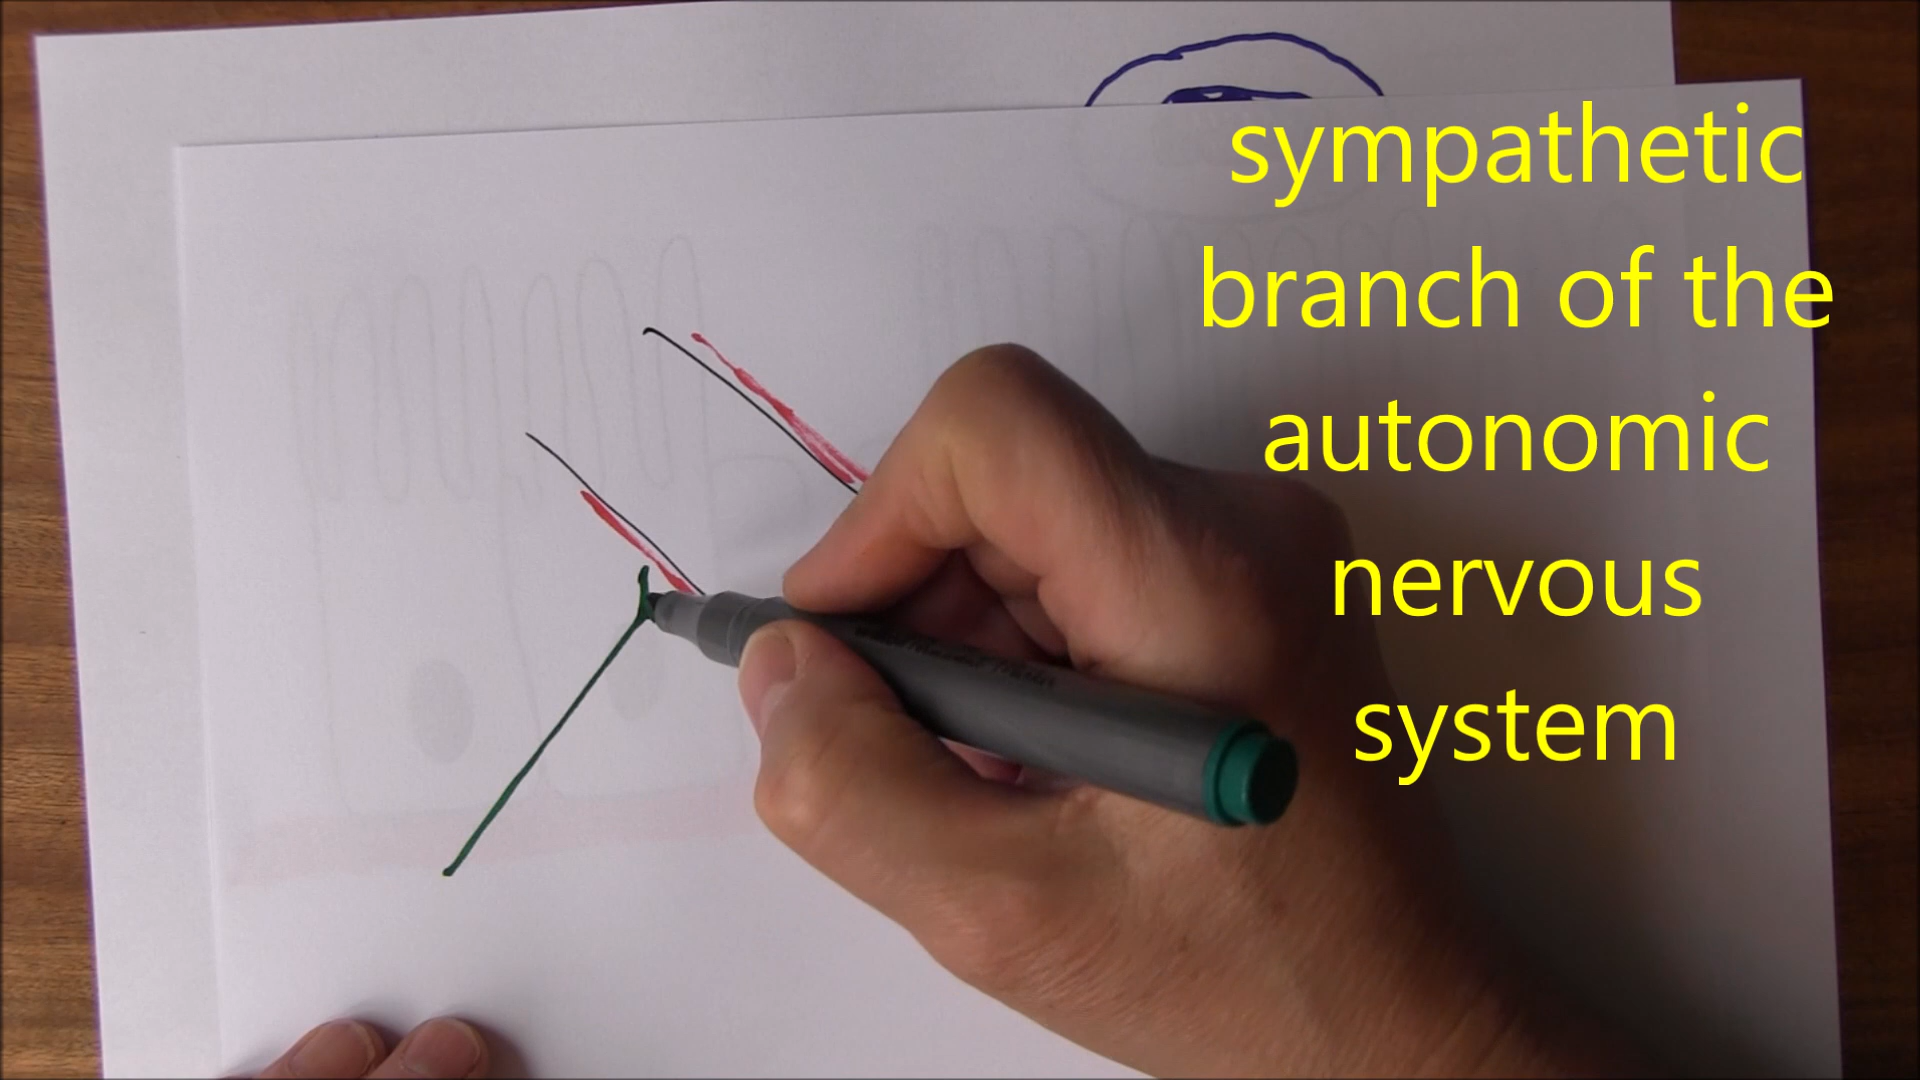 sympathetic
branch of the
autonomic
nervous
system